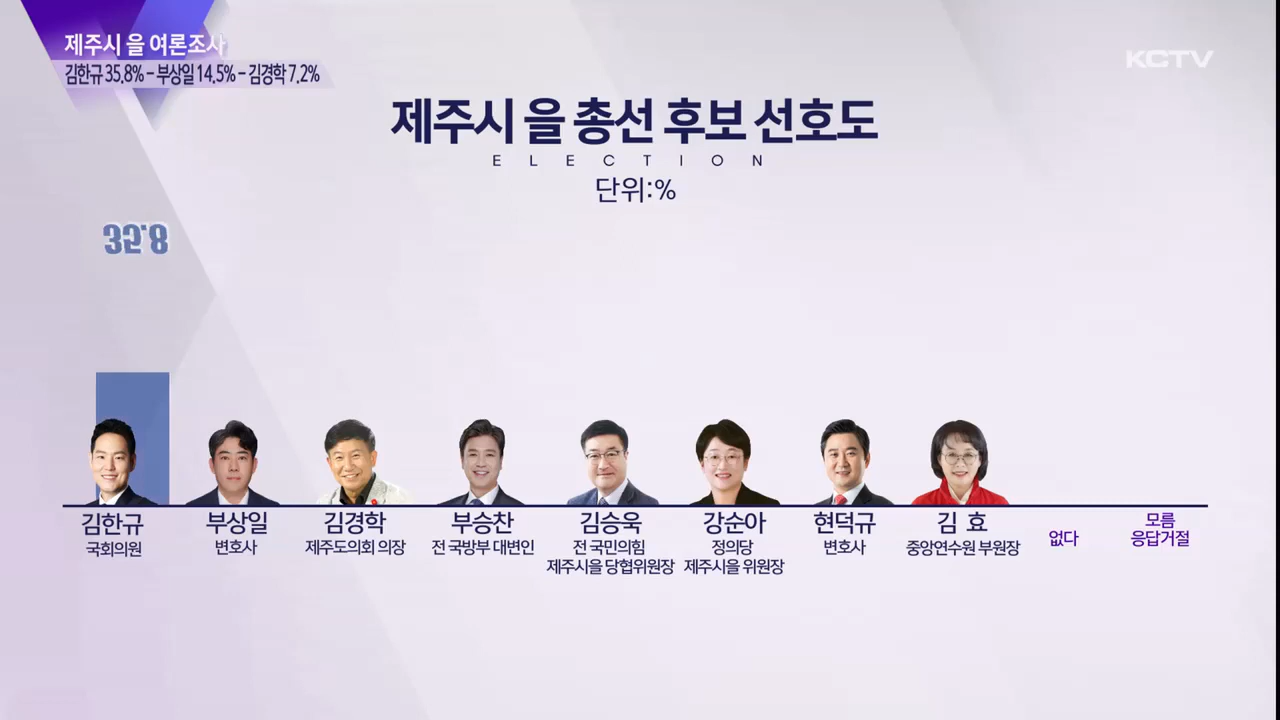 제주시 을 여론조사
김한규 35.8% – 부상일 14.5% – 김경학 7.2%
KCTV
제주시 을 총선 후보 선호도
ELECTION
단위:%
김한규
국회의원
부상일
변호사
김경학
제주도의회 의장
부승찬
전 국방부 대변인
김승욱
전 국민의힘
제주시을 당협위원장
강순아
정의당
제주시을 위원장
현덕규
변호사
김 효
중앙연수원 부원장
없다
모름
응답거절